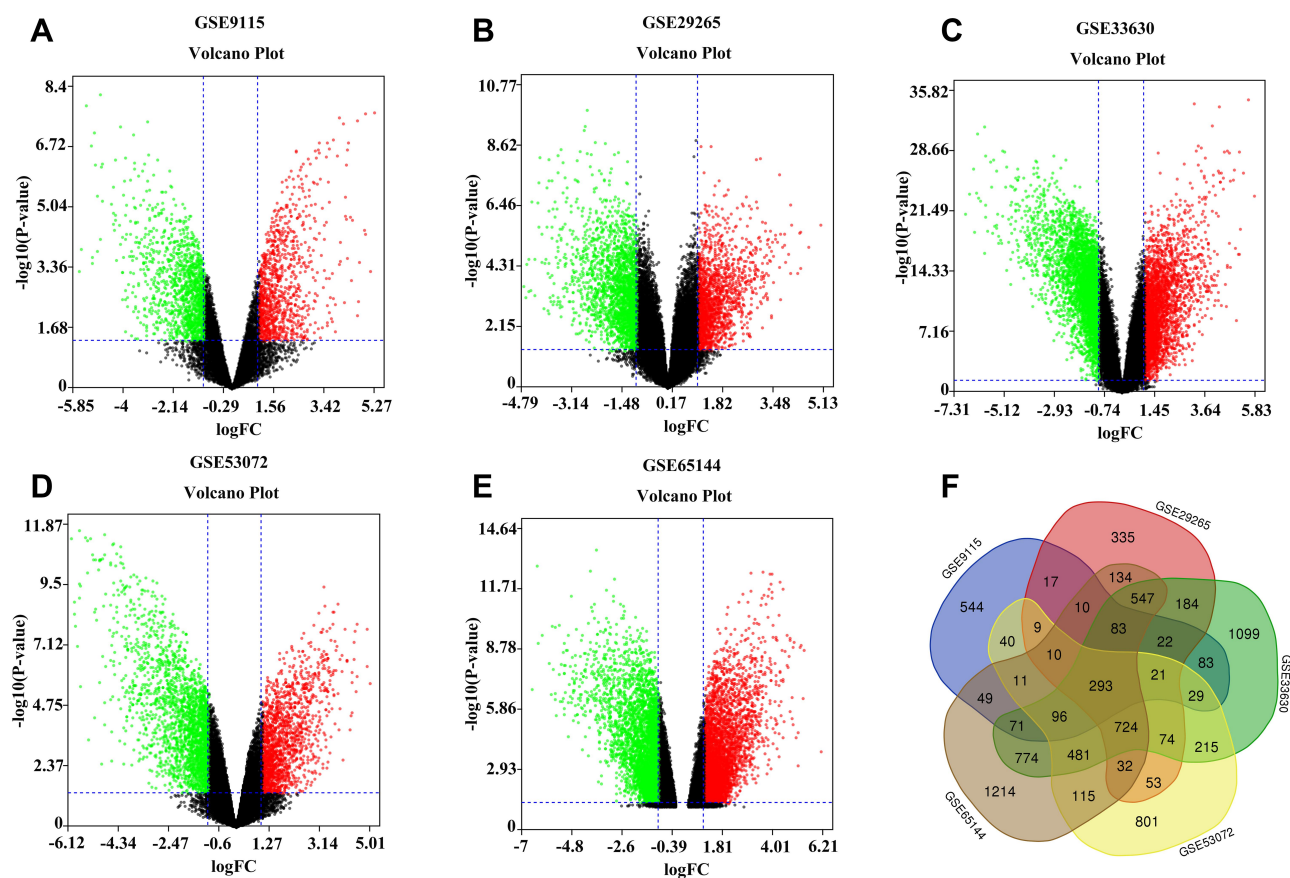 A
GSE9115
Volcano Plot
-log10(P-value)
8.4
6.72
5.04
3.36
1.68
0
-5.85 -4 -2.14 -0.29 1.56 3.42 5.27
logFC
B
GSE29265
Volcano Plot
-log10(P-value)
10.77
8.62
6.46
4.31
2.15
0
-4.79 -3.14 -1.48 0.17 1.82 3.48 5.13
logFC
C
GSE33630
Volcano Plot
-log10(P-value)
35.82
28.66
21.49
14.33
7.16
0
-7.31 -5.12 -2.93 -0.74 1.45 3.64 5.83
logFC
D
GSE53072
Volcano Plot
-log10(P-value)
11.87
9.5
7.12
4.75
2.37
0
-6.12 -4.34 -2.47 -0.6 1.27 3.14 5.01
logFC
E
GSE65144
Volcano Plot
-log10(P-value)
14.64
11.71
8.78
5.86
2.93
0
-7 -4.8 -2.6 -0.39 1.81 4.01 6.21
logFC
F
GSE29265
GSE9115
335
17 134
544 10 547 184
40 9 83 22 1099
10 83
11 293 21 29
GSE33630
49 71 96 724 74 215
774 481 32 53
1214 115
801
GSE65144
GSE53072